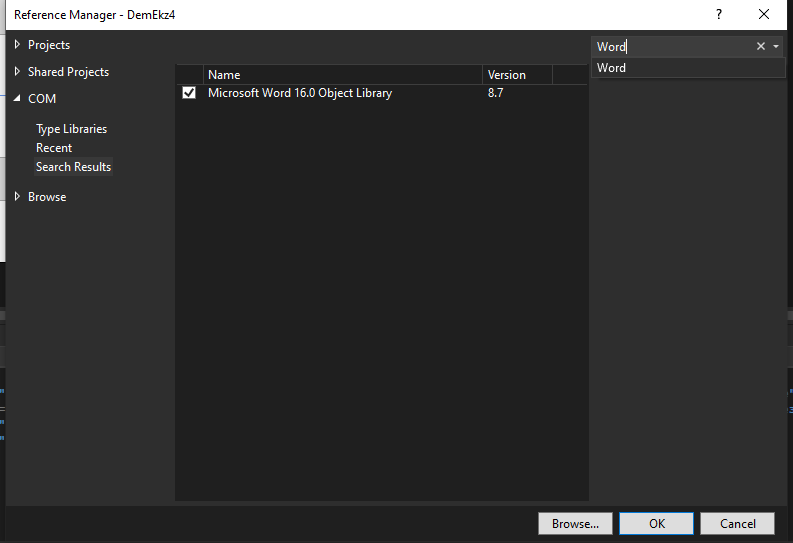 Reference Manager - DemEkz4
?
Projects
Shared Projects
COM
Type Libraries
Recent
Search Results
Browse
Name Version
Microsoft Word 16.0 Object Library 8.7
Word
Word
Browse... OK Cancel